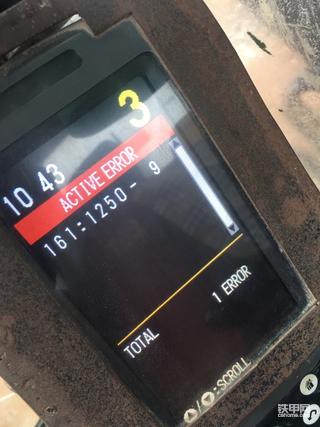 10 43
3
ACTIVE ERROR
161:1250- 9
TOTAL 1 ERROR
/ :SCROLL
铁甲网